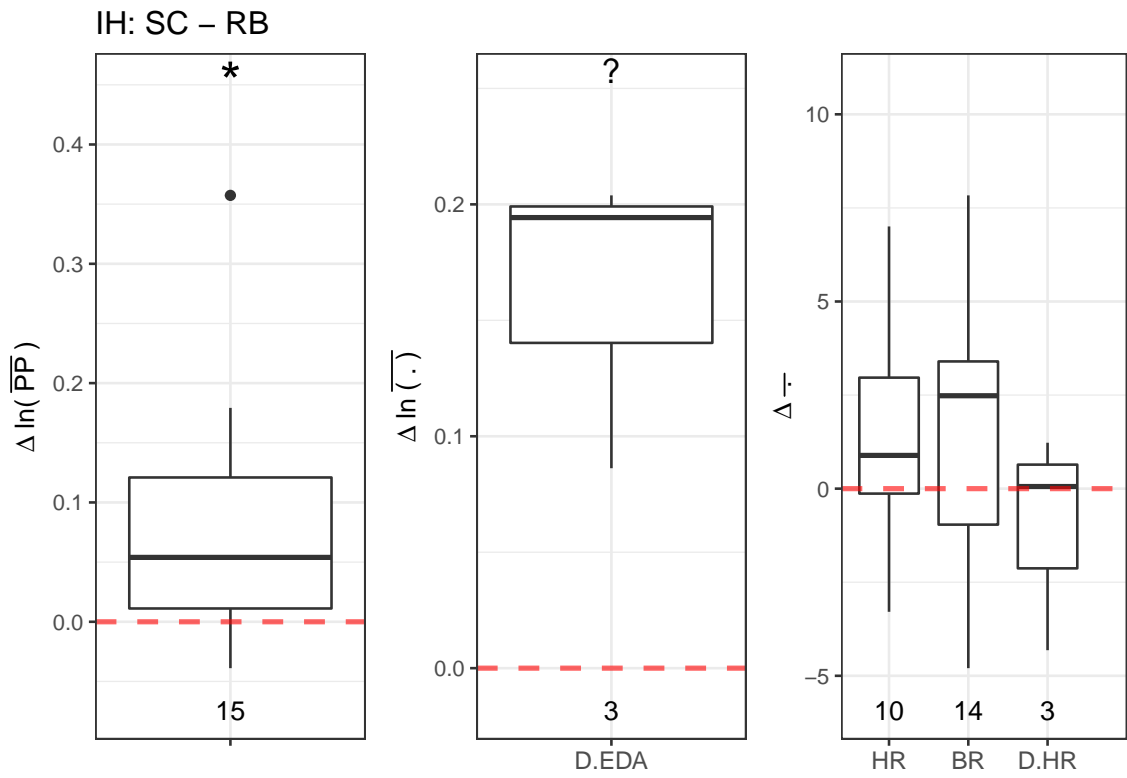 IH: SC – RB
Δ ln( P̅P̅ )
0.4
0.3
0.2
0.1
0.0
*
15
Δ ln ( . )
0.2
0.1
0.0
?
3
D.EDA
Δ .
10
5
0
−5
10 14 3
HR BR D.HR